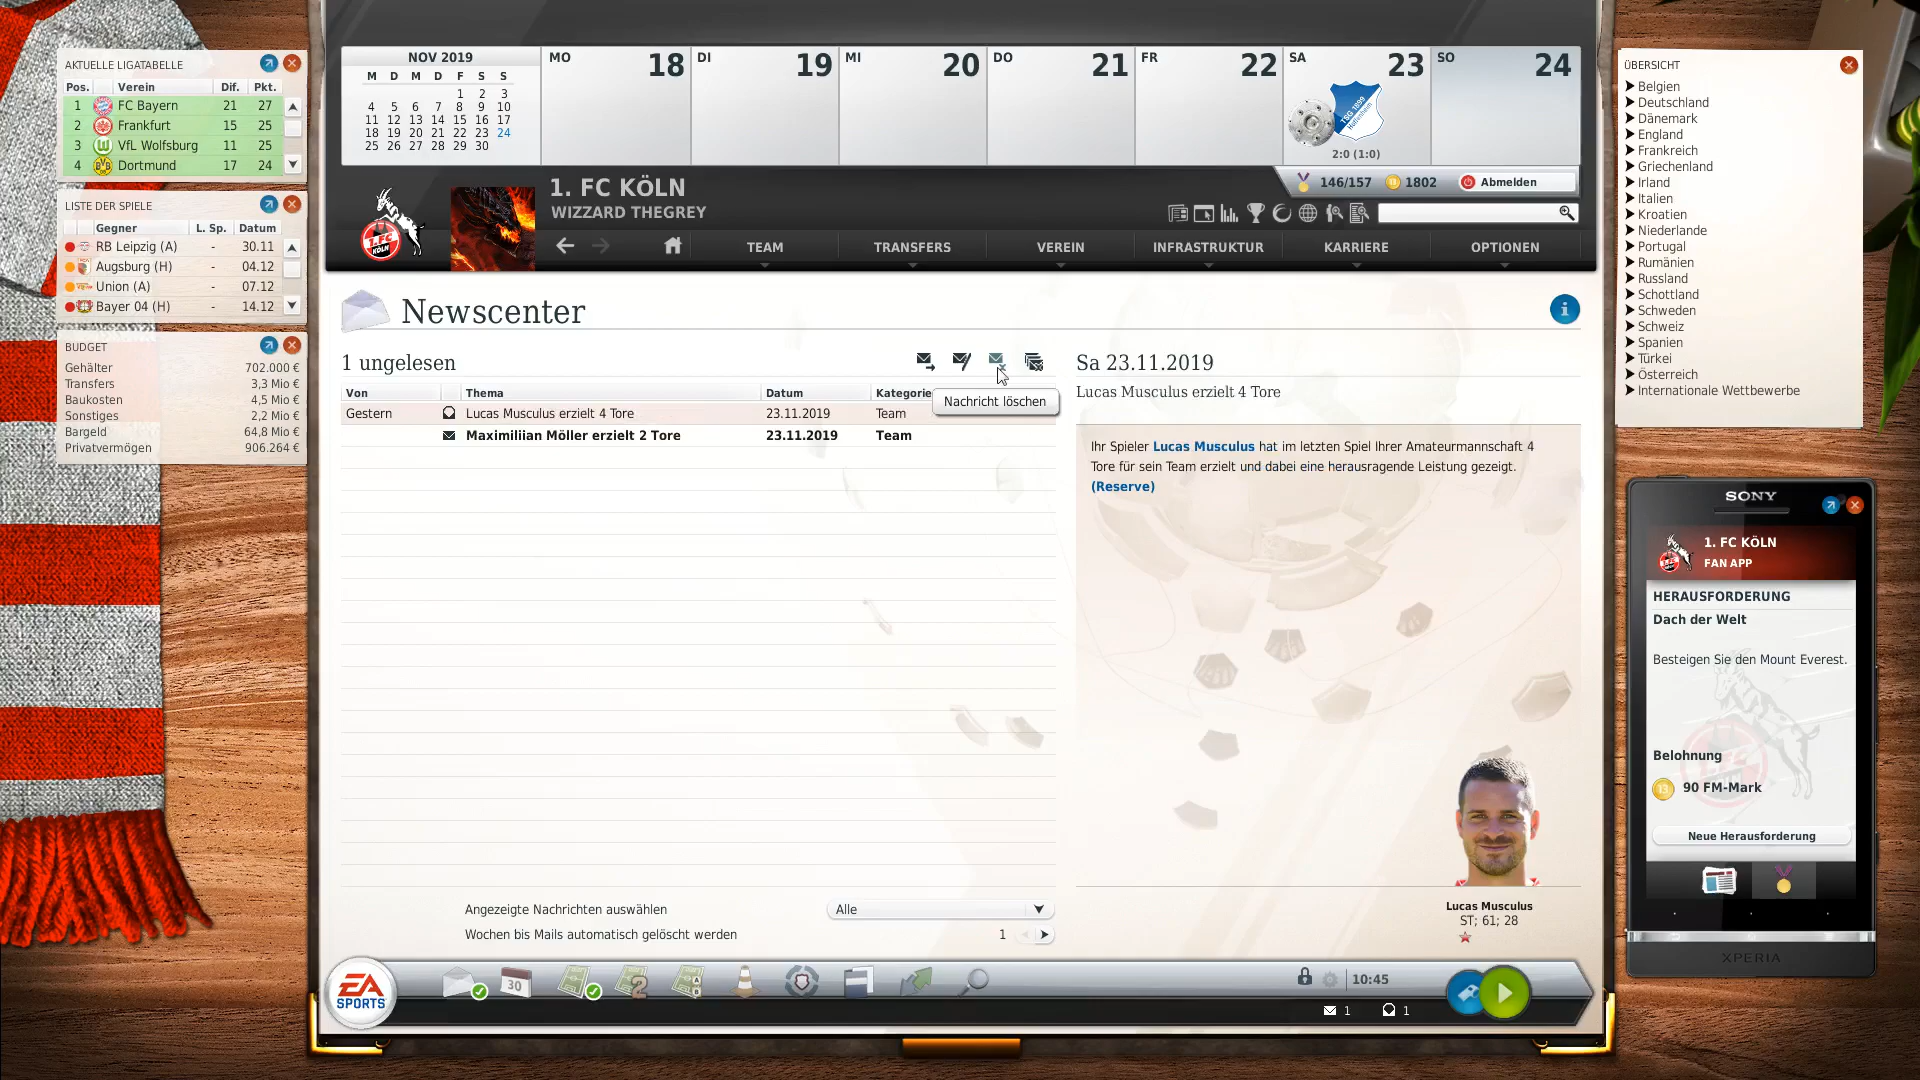 AKTUELLE LIGATABELLE
Pos. Verein Dif. Pkt.
1 FC Bayern 21 27
2 Frankfurt 15 25
3 VfL Wolfsburg 11 25
4 Dortmund 17 24
LISTE DER SPIELE
Gegner L. Sp. Datum
RB Leipzig (A) - 30.11
Augsburg (H) - 04.12
Union (A) - 07.12
Bayer 04 (H) - 14.12
BUDGET
Gehälter 702.000 €
Transfers 3,3 Mio €
Baukosten 4,5 Mio €
Sonstiges 2,2 Mio €
Bargeld 64,8 Mio €
Privatvermögen 906.264 €
NOV 2019
M D M D F S S
1 2 3
4 5 6 7 8 9 10
11 12 13 14 15 16 17
18 19 20 21 22 23 24
25 26 27 28 29 30
MO 18 DI 19 MI 20 DO 21 FR 22 SA 23 SO 24
TSG 1899
Hoffenheim
2:0 (1:0)
146/157 1802 Abmelden
1. FC KÖLN
WIZZARD THEGREY
1.FC
KÖLN
TEAM TRANSFERS VEREIN INFRASTRUKTUR KARRIERE OPTIONEN
Newscenter
1 ungelesen
Von Thema Datum Kategorie
Nachricht löschen
Gestern Lucas Musculus erzielt 4 Tore 23.11.2019 Team
Maximiliian Möller erzielt 2 Tore 23.11.2019 Team
Sa 23.11.2019
Lucas Musculus erzielt 4 Tore
Ihr Spieler Lucas Musculus hat im letzten Spiel Ihrer Amateurmannschaft 4
Tore für sein Team erzielt und dabei eine herausragende Leistung gezeigt.
(Reserve)
Lucas Musculus
ST; 61; 28
Angezeigte Nachrichten auswählen Alle
Wochen bis Mails automatisch gelöscht werden 1
EA
SPORTS
30
2
10:45
1 1
ÜBERSICHT
Belgien
Deutschland
Dänemark
England
Frankreich
Griechenland
Irland
Italien
Kroatien
Niederlande
Portugal
Rumänien
Russland
Schottland
Schweden
Schweiz
Spanien
Türkei
Österreich
Internationale Wettbewerbe
SONY
1. FC KÖLN
FAN APP
HERAUSFORDERUNG
Dach der Welt
Besteigen Sie den Mount Everest.
Belohnung
13 90 FM-Mark
Neue Herausforderung
XPERIA